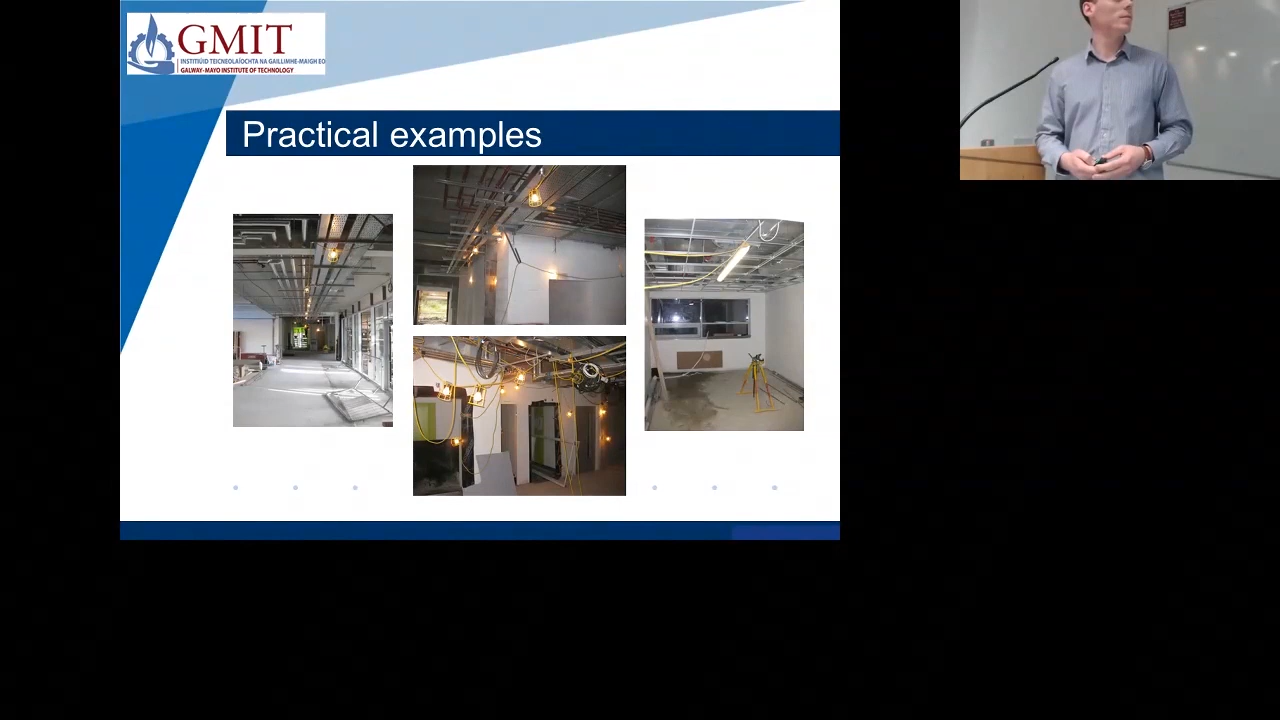 GMIT
INSTITIÚID TEICNEOLAÍOCHTA NA GAILLIMHE-MAIGH EO
GALWAY-MAYO INSTITUTE OF TECHNOLOGY
Practical examples